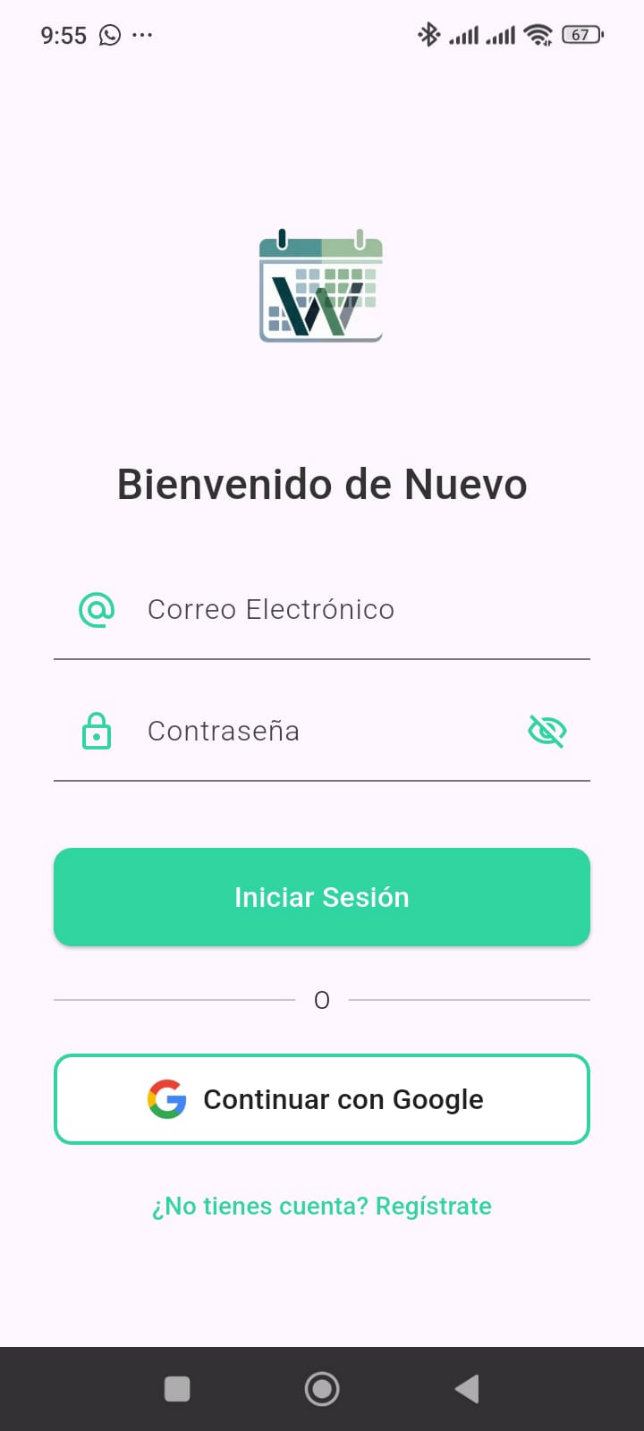 9:55
67
W
Bienvenido de Nuevo
Correo Electrónico
Contraseña
Iniciar Sesión
O
Continuar con Google
¿No tienes cuenta? Regístrate